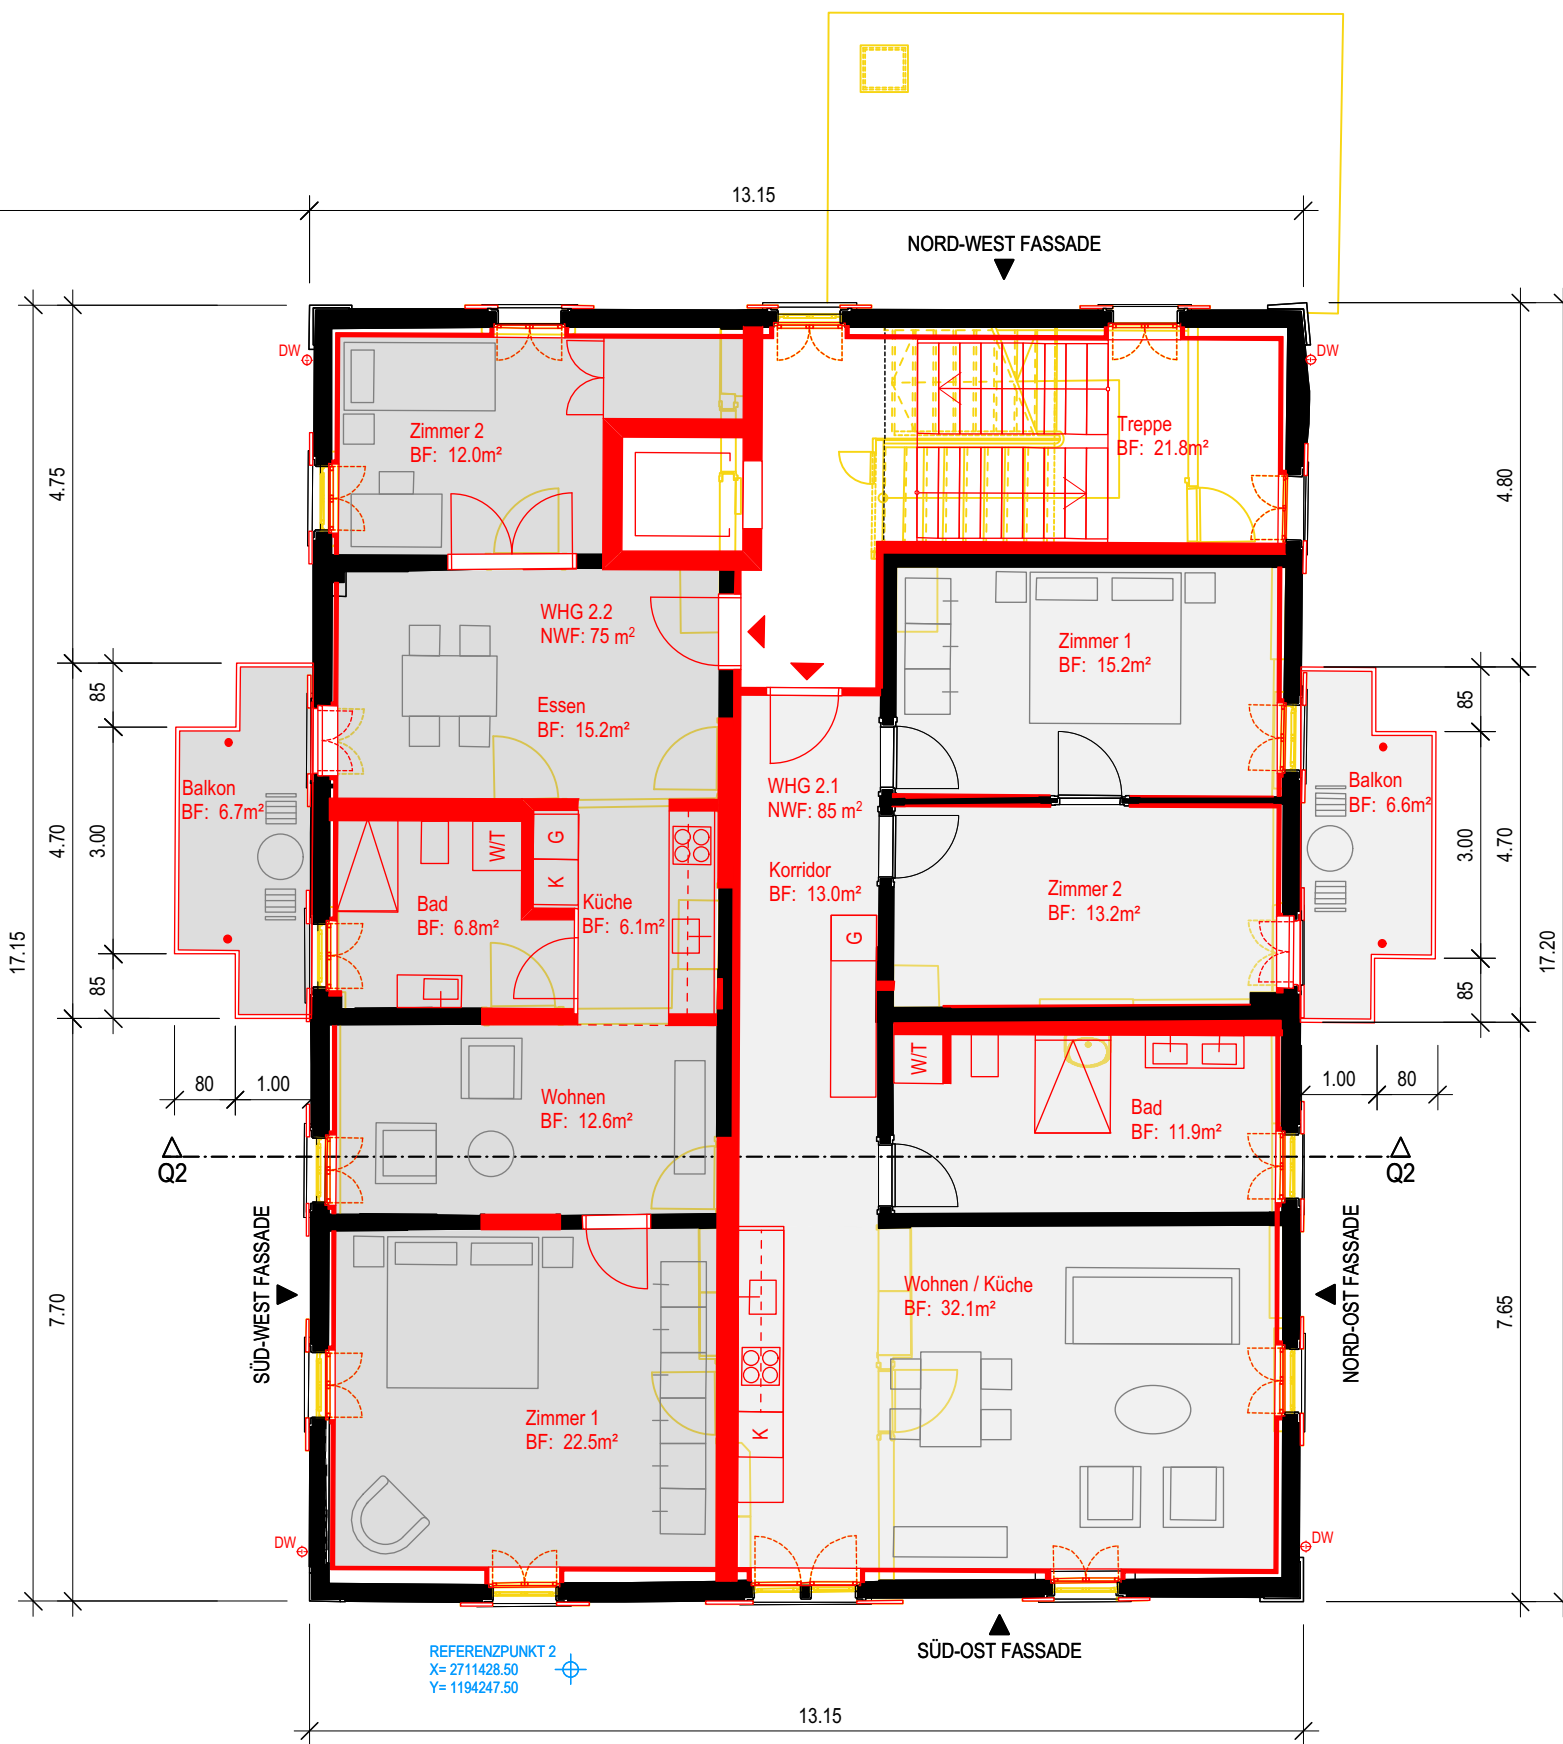 13.15
NORD-WEST FASSADE
DW
DW
Zimmer 2
BF: 12.0m²
Treppe
BF: 21.8m²
4.75
4.80
WHG 2.2
NWF: 75 m²
Zimmer 1
BF: 15.2m²
Essen
BF: 15.2m²
85
85
Balkon
BF: 6.7m²
WHG 2.1
NWF: 85 m²
Balkon
BF: 6.6m²
4.70
3.00
W/T
G
K
3.00
4.70
Korridor
BF: 13.0m²
Zimmer 2
BF: 13.2m²
Bad
BF: 6.8m²
Küche
BF: 6.1m²
G
17.15
17.20
85
85
W/T
80
1.00
1.00
80
Wohnen
BF: 12.6m²
Bad
BF: 11.9m²
Q2
Q2
SÜD-WEST FASSADE
NORD-OST FASSADE
Wohnen / Küche
BF: 32.1m²
7.70
7.65
Zimmer 1
BF: 22.5m²
K
DW
DW
SÜD-OST FASSADE
REFERENZPUNKT 2
X= 2711428.50
Y= 1194247.50
13.15